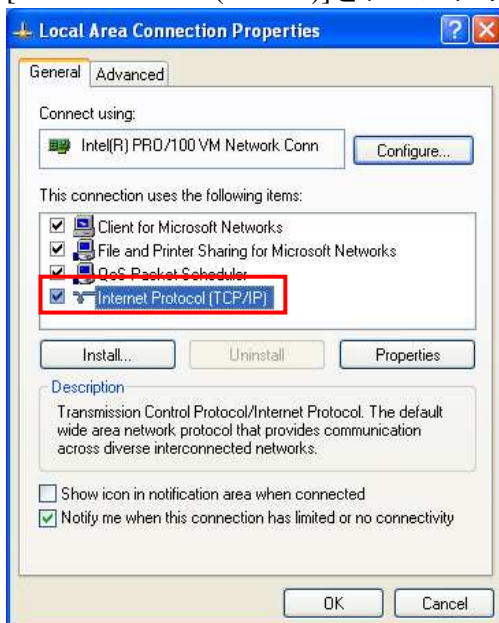 Local Area Connection Properties
General Advanced
Connect using:
Intel(R) PRO/100 VM Network Conn
Configure...
This connection uses the following items:
Client for Microsoft Networks
File and Printer Sharing for Microsoft Networks
QoS Packet Scheduler
Internet Protocol (TCP/IP)
Install... Uninstall Properties
Description
Transmission Control Protocol/Internet Protocol. The default
wide area network protocol that provides communication
across diverse interconnected networks.
Show icon in notification area when connected
Notify me when this connection has limited or no connectivity
OK Cancel